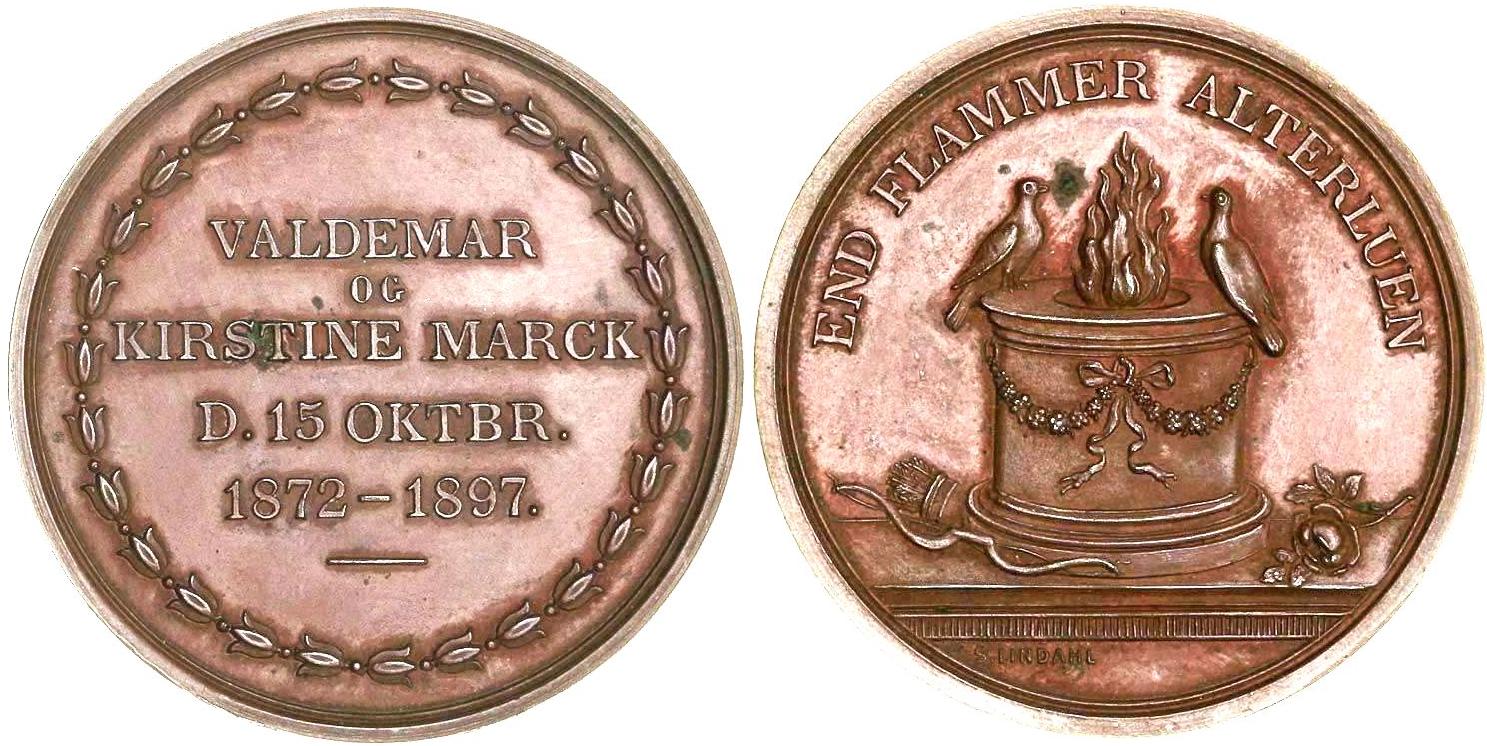 VALDEMAR
OG
KIRSTINE MARCK
D. 15 OKTBR.
1872 – 1897.
END FLAMMER ALTERLUEN
S. LINDAHL